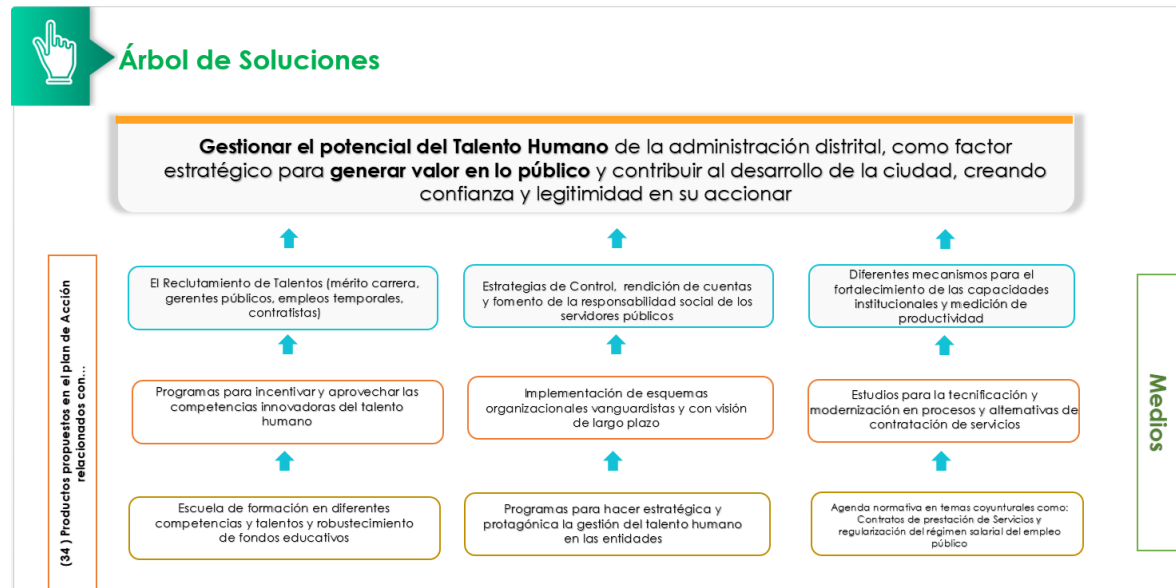 Árbol de Soluciones
Gestionar el potencial del Talento Humano de la administración distrital, como factor
estratégico para generar valor en lo público y contribuir al desarrollo de la ciudad, creando
confianza y legitimidad en su accionar
(34 ) Productos propuestos en el plan de Acción
relacionados con...
El Reclutamiento de Talentos (mérito carrera,
gerentes públicos, empleos temporales,
contratistas)
Estrategias de Control, rendición de cuentas
y fomento de la responsabilidad social de los
servidores públicos
Diferentes mecanismos para el
fortalecimiento de las capacidades
institucionales y medición de
productividad
Programas para incentivar y aprovechar las
competencias innovadoras del talento
humano
Implementación de esquemas
organizacionales vanguardistas y con visión
de largo plazo
Estudios para la tecnificación y
modernización en procesos y alternativas de
contratación de servicios
Escuela de formación en diferentes
competencias y talentos y robustecimiento
de fondos educativos
Programas para hacer estratégica y
protagónica la gestión del talento humano
en las entidades
Agenda normativa en temas coyunturales como:
Contratos de prestación de Servicios y
regularización del régimen salarial del empleo
público
Medios